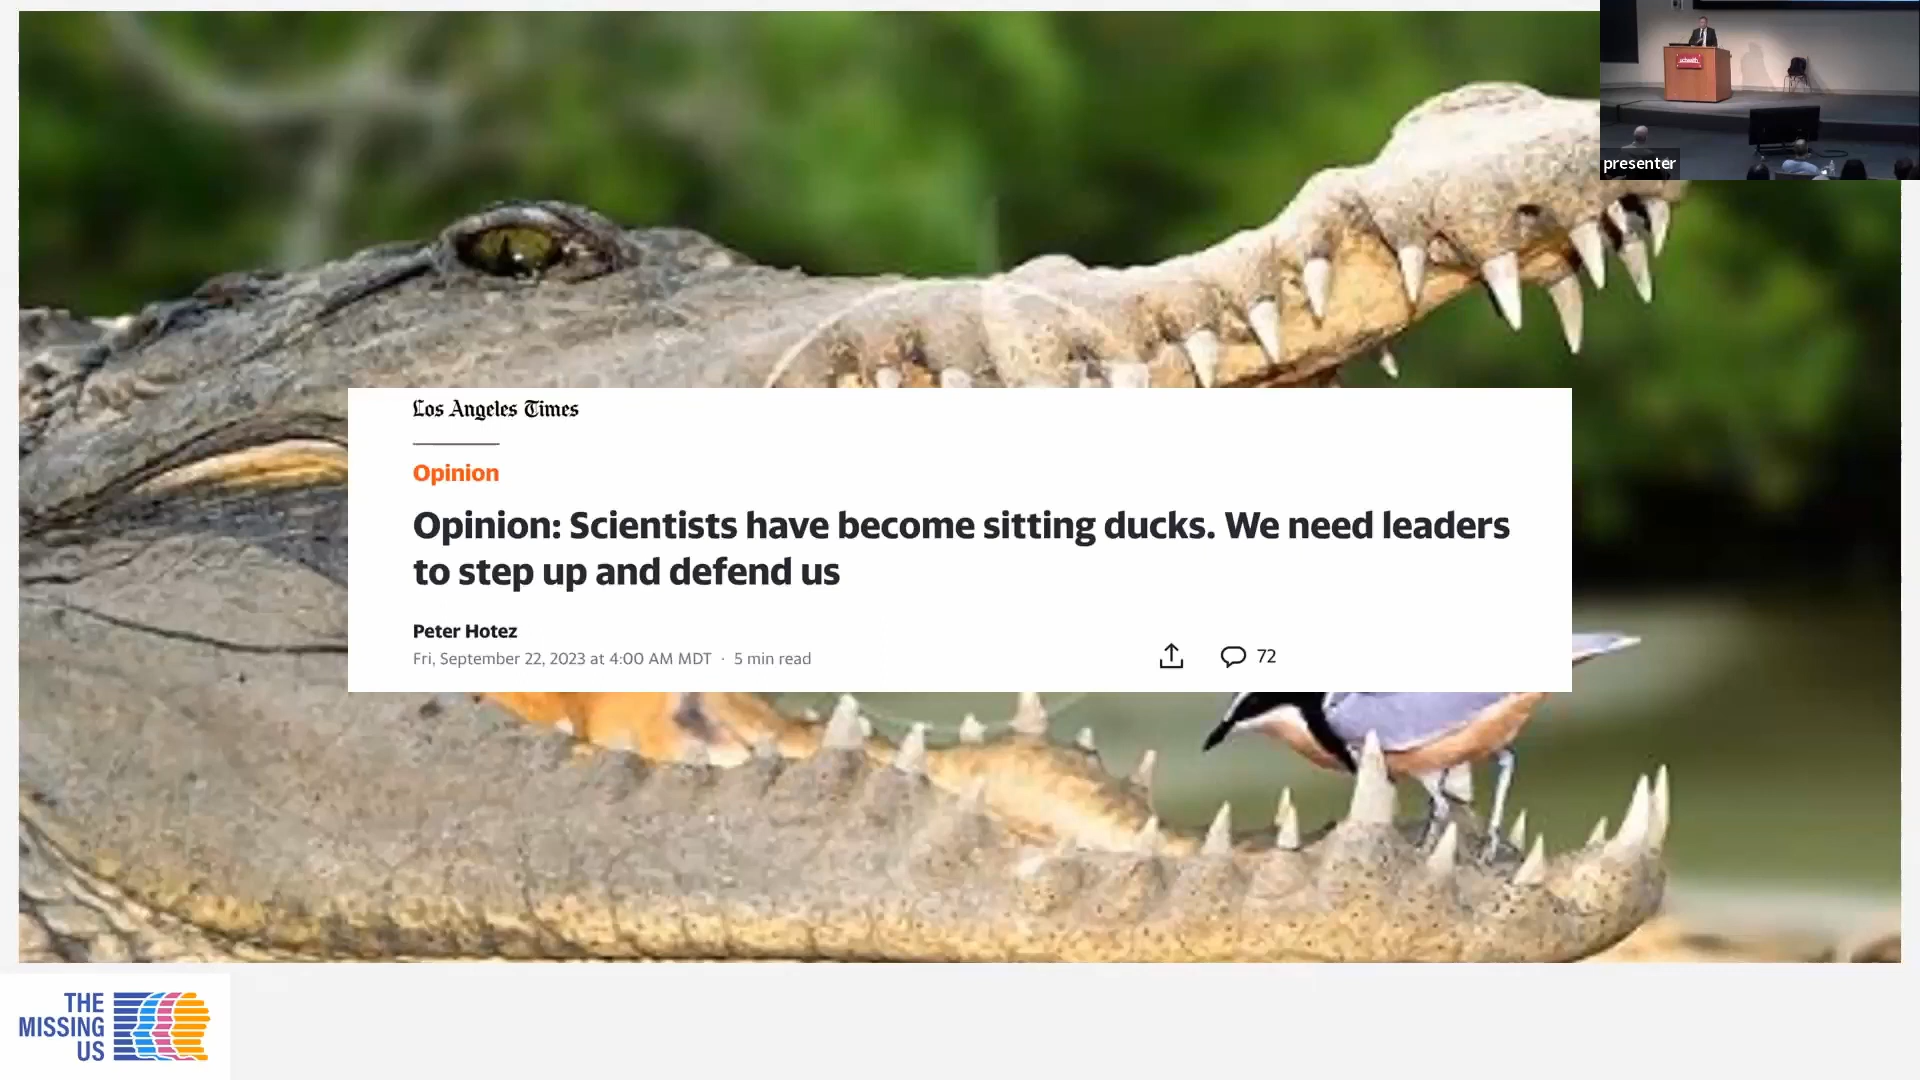 presenter
Los Angeles Times
Opinion
Opinion: Scientists have become sitting ducks. We need leaders
to step up and defend us
Peter Hotez
Fri, September 22, 2023 at 4:00 AM MDT · 5 min read
72
THE
MISSING
US